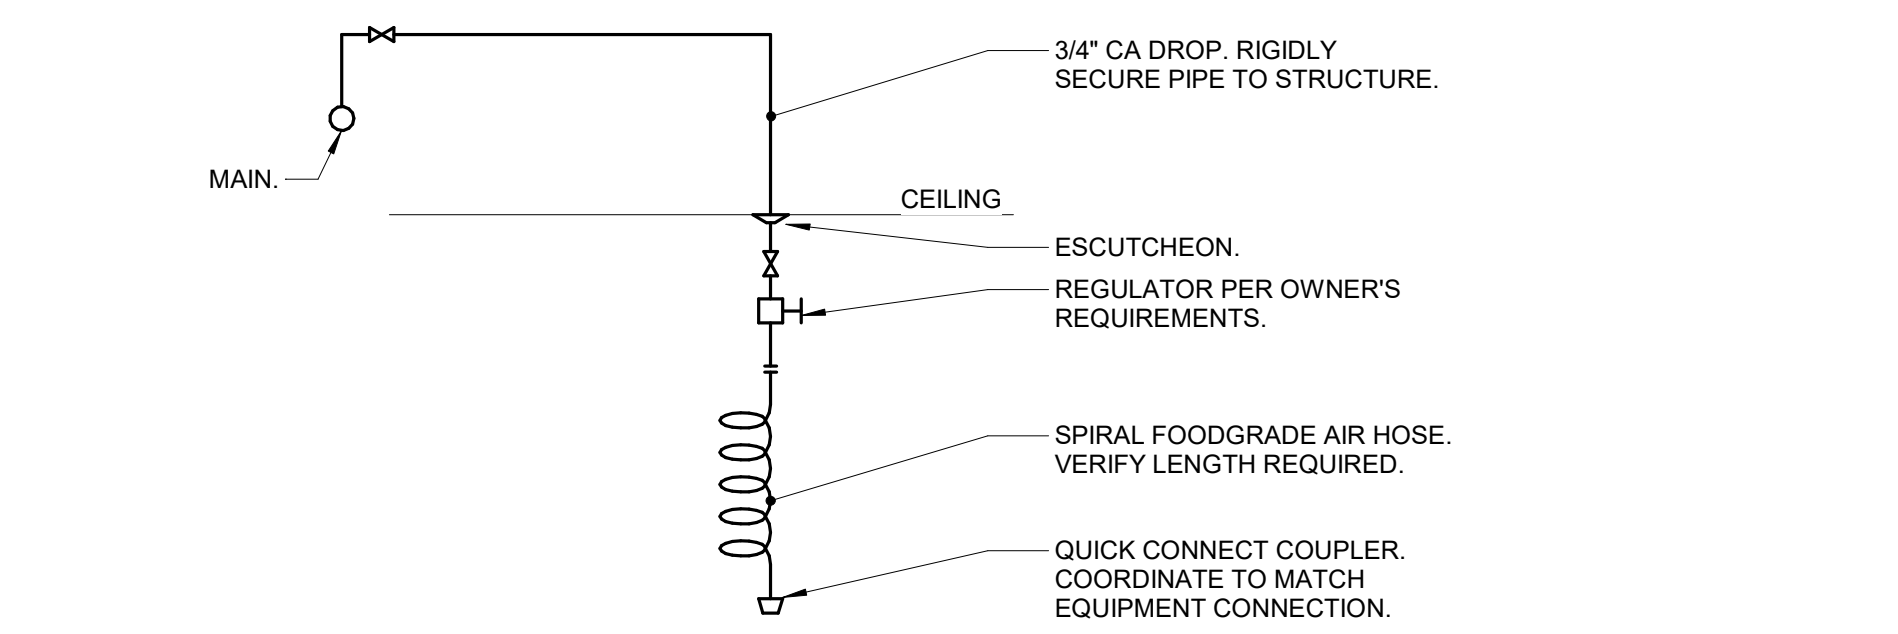 3/4" CA DROP. RIGIDLY
SECURE PIPE TO STRUCTURE.
MAIN.
CEILING
ESCUTCHEON.
REGULATOR PER OWNER'S
REQUIREMENTS.
SPIRAL FOODGRADE AIR HOSE.
VERIFY LENGTH REQUIRED.
QUICK CONNECT COUPLER.
COORDINATE TO MATCH
EQUIPMENT CONNECTION.